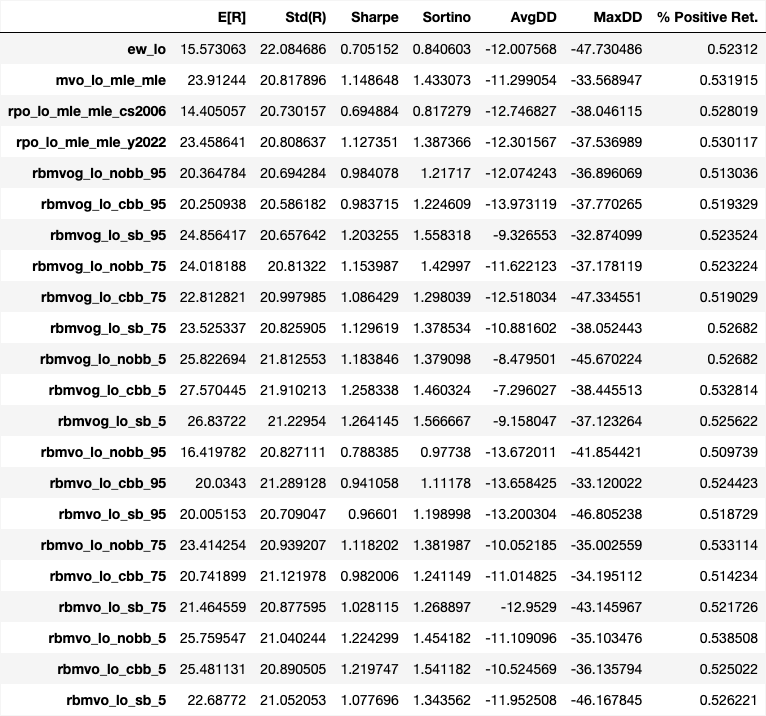 E[R] Std(R) Sharpe Sortino AvgDD MaxDD % Positive Ret.
ew_lo 15.573063 22.084686 0.705152 0.840603 -12.007568 -47.730486 0.52312
mvo_lo_mle_mle 23.91244 20.817896 1.148648 1.433073 -11.299054 -33.568947 0.531915
rpo_lo_mle_mle_cs2006 14.405057 20.730157 0.694884 0.817279 -12.746827 -38.046115 0.528019
rpo_lo_mle_mle_y2022 23.458641 20.808637 1.127351 1.387366 -12.301567 -37.536989 0.530117
rbmvog_lo_nobb_95 20.364784 20.694284 0.984078 1.21717 -12.074243 -36.896069 0.513036
rbmvog_lo_cbb_95 20.250938 20.586182 0.983715 1.224609 -13.973119 -37.770265 0.519329
rbmvog_lo_sb_95 24.856417 20.657642 1.203255 1.558318 -9.326553 -32.874099 0.523524
rbmvog_lo_nobb_75 24.018188 20.81322 1.153987 1.42997 -11.622123 -37.178119 0.523224
rbmvog_lo_cbb_75 22.812821 20.997985 1.086429 1.298039 -12.518034 -47.334551 0.519029
rbmvog_lo_sb_75 23.525337 20.825905 1.129619 1.378534 -10.881602 -38.052443 0.52682
rbmvog_lo_nobb_5 25.822694 21.812553 1.183846 1.379098 -8.479501 -45.670224 0.52682
rbmvog_lo_cbb_5 27.570445 21.910213 1.258338 1.460324 -7.296027 -38.445513 0.532814
rbmvog_lo_sb_5 26.83722 21.22954 1.264145 1.566667 -9.158047 -37.123264 0.525622
rbmvo_lo_nobb_95 16.419782 20.827111 0.788385 0.97738 -13.672011 -41.854421 0.509739
rbmvo_lo_cbb_95 20.0343 21.289128 0.941058 1.11178 -13.658425 -33.120022 0.524423
rbmvo_lo_sb_95 20.005153 20.709047 0.96601 1.198998 -13.200304 -46.805238 0.518729
rbmvo_lo_nobb_75 23.414254 20.939207 1.118202 1.381987 -10.052185 -35.002559 0.533114
rbmvo_lo_cbb_75 20.741899 21.121978 0.982006 1.241149 -11.014825 -34.195112 0.514234
rbmvo_lo_sb_75 21.464559 20.877595 1.028115 1.268897 -12.9529 -43.145967 0.521726
rbmvo_lo_nobb_5 25.759547 21.040244 1.224299 1.454182 -11.109096 -35.103476 0.538508
rbmvo_lo_cbb_5 25.481131 20.890505 1.219747 1.541182 -10.524569 -36.135794 0.525022
rbmvo_lo_sb_5 22.68772 21.052053 1.077696 1.343562 -11.952508 -46.167845 0.526221